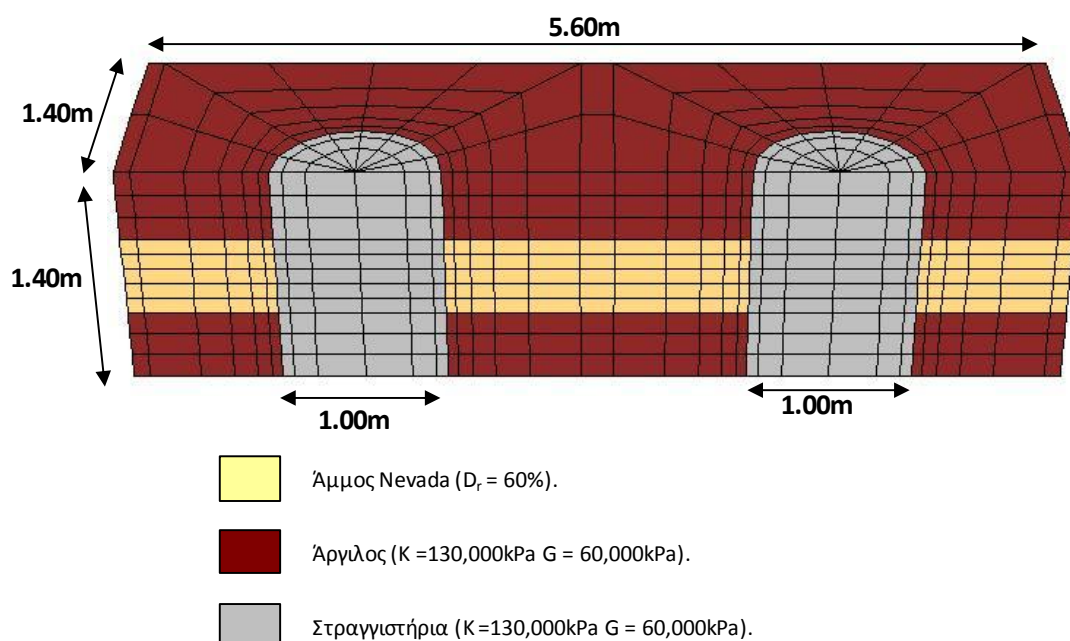 5.60m
1.40m
1.40m
1.00m
1.00m
Άμμος Nevada (Dr = 60%).
Άργιλος (K =130,000kPa G = 60,000kPa).
Στραγγιστήρια (K =130,000kPa G = 60,000kPa).